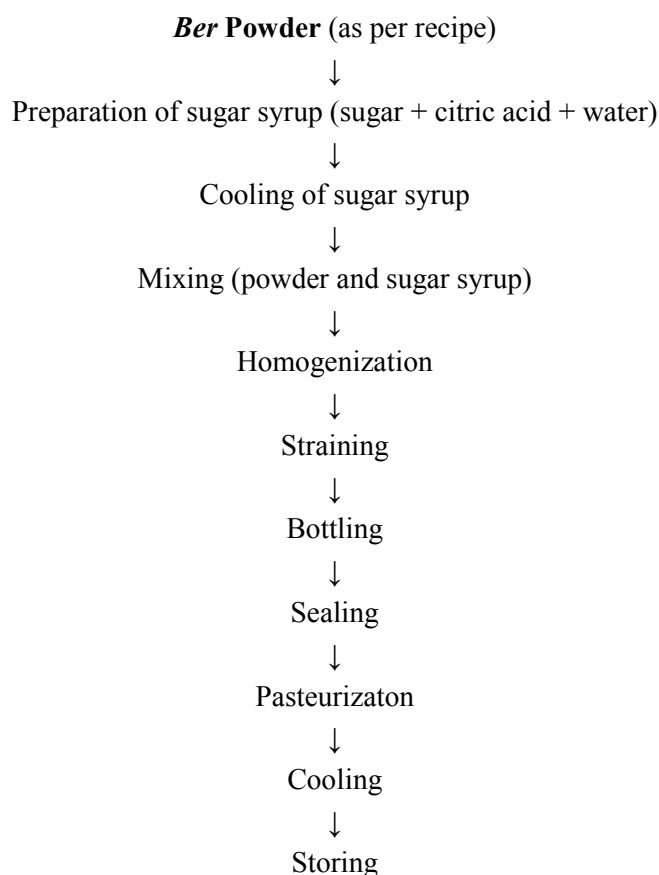 Ber Powder (as per recipe)
↓
Preparation of sugar syrup (sugar + citric acid + water)
↓
Cooling of sugar syrup
↓
Mixing (powder and sugar syrup)
↓
Homogenization
↓
Straining
↓
Bottling
↓
Sealing
↓
Pasteurizaton
↓
Cooling
↓
Storing